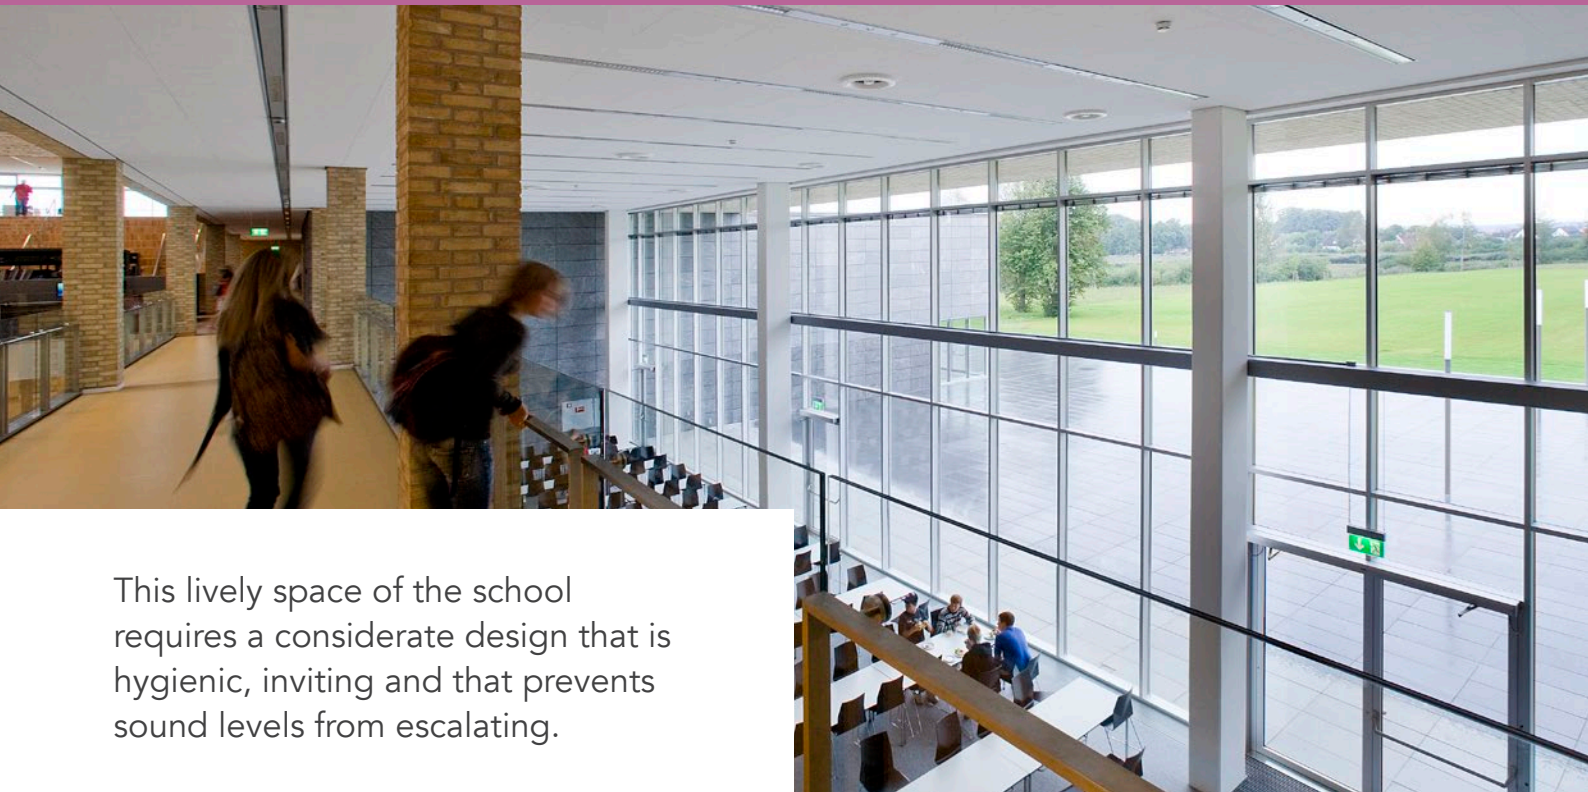 This lively space of the school
requires a considerate design that is
hygienic, inviting and that prevents
sound levels from escalating.